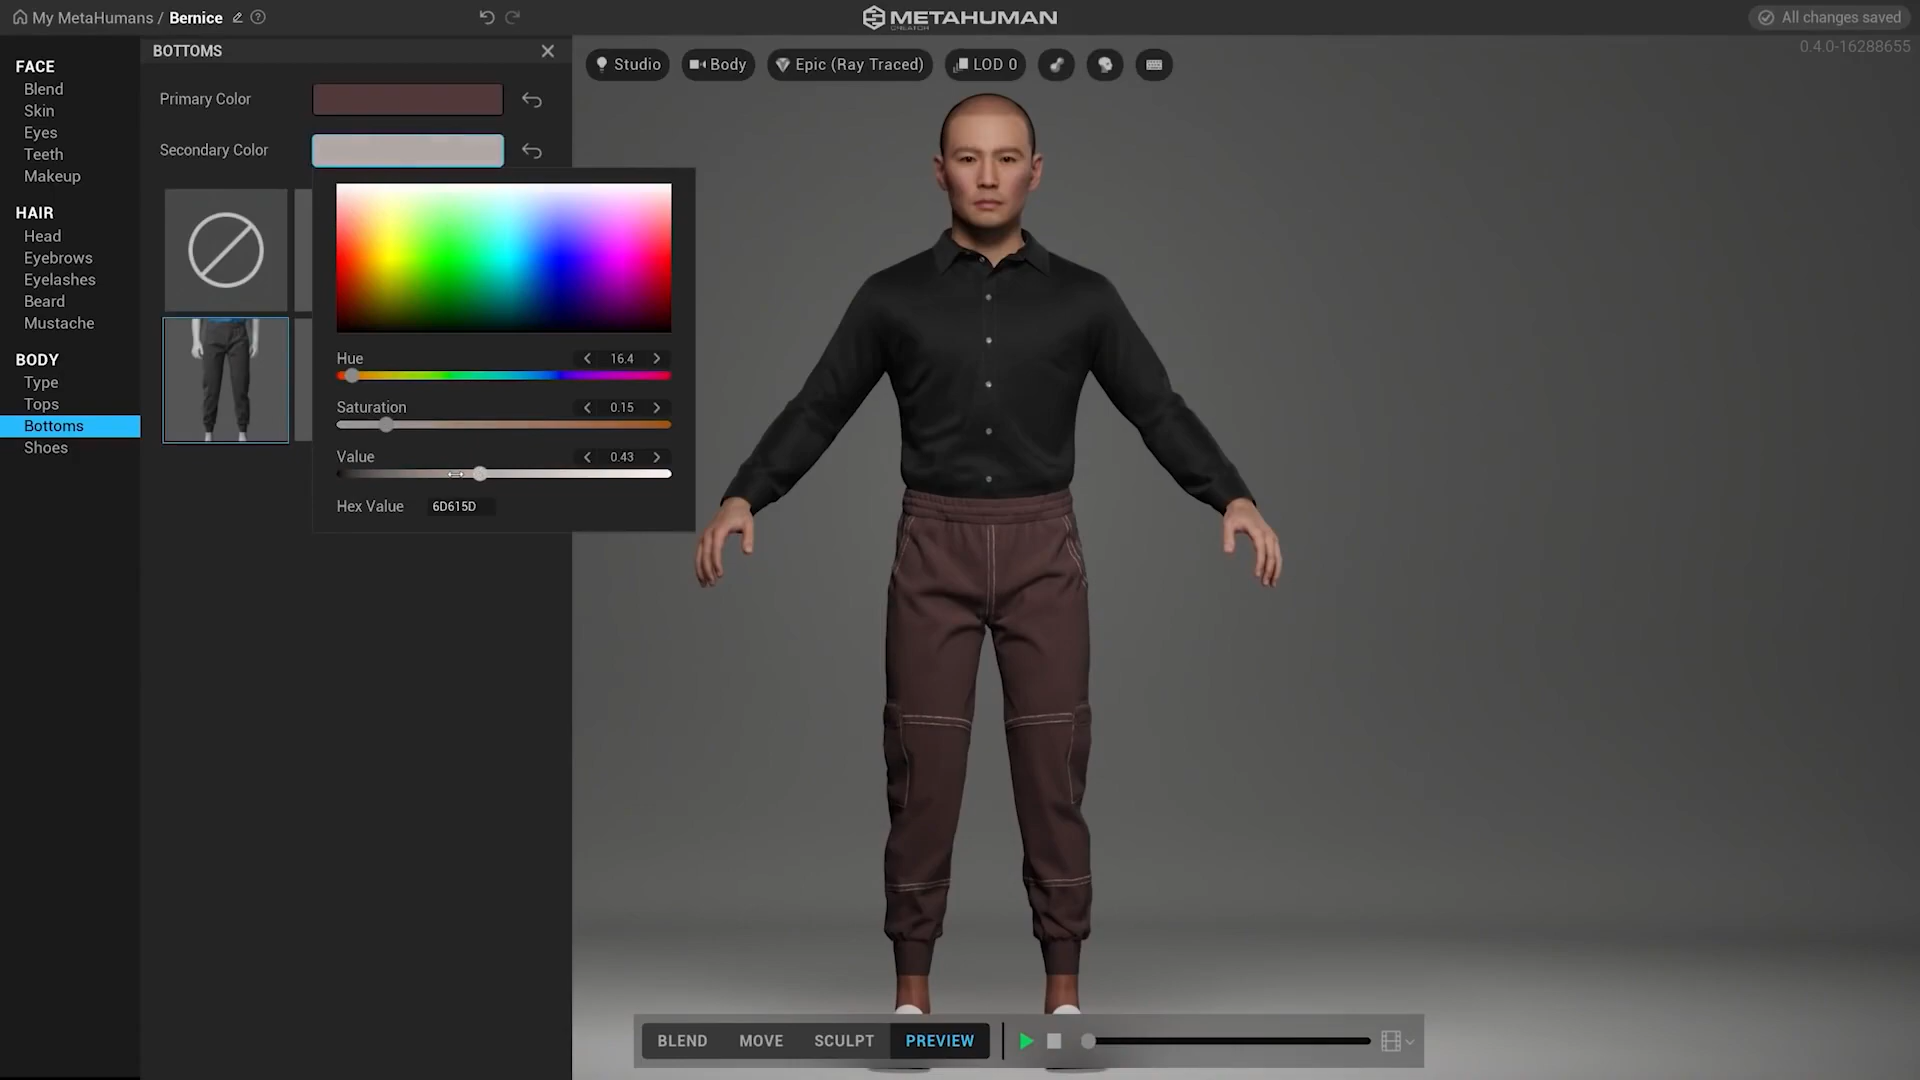 My MetaHumans / Bernice
METAHUMAN
CREATOR
All changes saved
0.4.0-16288655
FACE
Blend
Skin
Eyes
Teeth
Makeup
HAIR
Head
Eyebrows
Eyelashes
Beard
Mustache
BODY
Type
Tops
Bottoms
Shoes
BOTTOMS
Primary Color
Secondary Color
Hue 16.4
Saturation 0.15
Value 0.43
Hex Value 6D615D
Studio Body Epic (Ray Traced) LOD 0
BLEND MOVE SCULPT PREVIEW